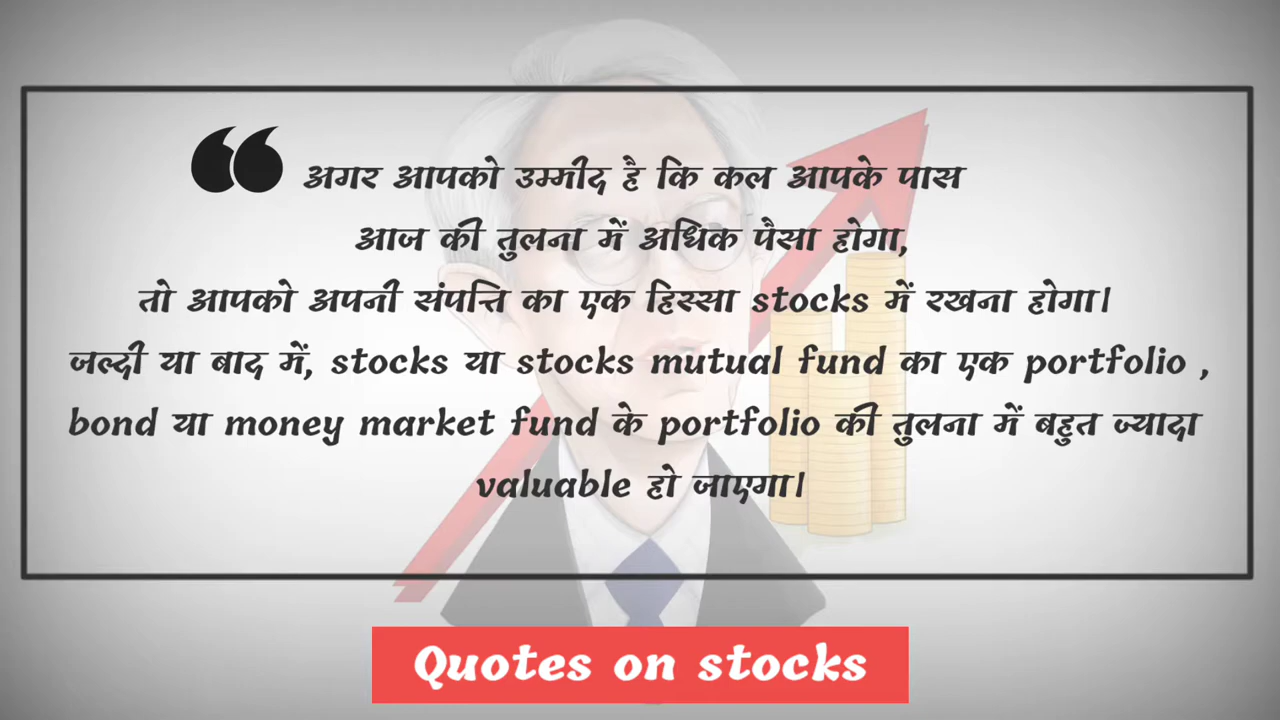 ❝ अगर आपको उम्मीद है कि कल आपके पास
आज की तुलना में अधिक पैसा होगा,
तो आपको अपनी संपत्ति का एक हिस्सा stocks में रखना होगा।
जल्दी या बाद में, stocks या stocks mutual fund का एक portfolio ,
bond या money market fund के portfolio की तुलना में बहुत ज्यादा
valuable हो जाएगा।
Quotes on stocks